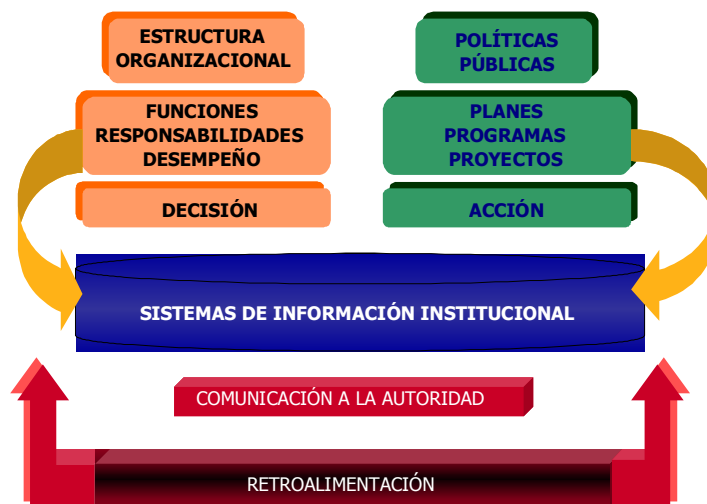 ESTRUCTURA
ORGANIZACIONAL
POLÍTICAS
PÚBLICAS
FUNCIONES
RESPONSABILIDADES
DESEMPEÑO
PLANES
PROGRAMAS
PROYECTOS
DECISIÓN
ACCIÓN
SISTEMAS DE INFORMACIÓN INSTITUCIONAL
COMUNICACIÓN A LA AUTORIDAD
RETROALIMENTACIÓN